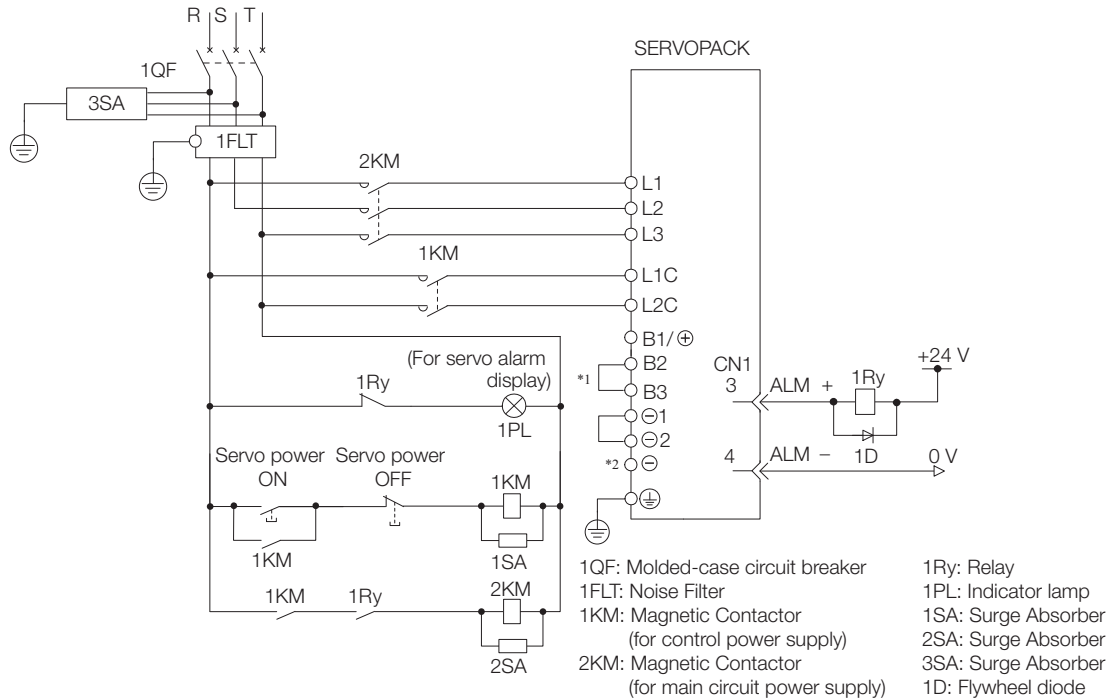 R S T
SERVOPACK
1QF
3SA
1FLT
2KM
L1
L2
L3
1KM
L1C
L2C
B1/⊕
(For servo alarm
display)
B2
CN1
+24 V
1Ry
*1
B3
3
ALM +
1Ry
1PL
⊖1
⊖2
1D
Servo power
ON
Servo power
OFF
*2
⊖
4
ALM −
0 V
1KM
1KM
1SA
1KM
1Ry
2KM
2SA
1QF: Molded-case circuit breaker
1FLT: Noise Filter
1KM: Magnetic Contactor
(for control power supply)
2KM: Magnetic Contactor
(for main circuit power supply)
1Ry: Relay
1PL: Indicator lamp
1SA: Surge Absorber
2SA: Surge Absorber
3SA: Surge Absorber
1D: Flywheel diode